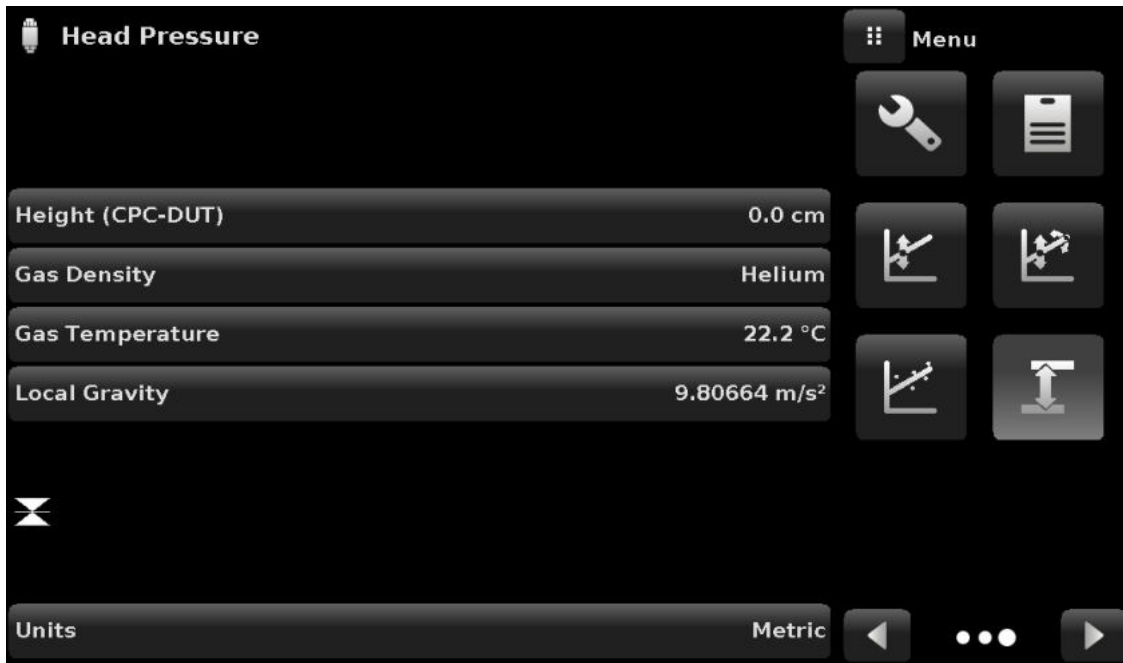 Head Pressure
Menu
Height (CPC-DUT) 0.0 cm
Gas Density Helium
Gas Temperature 22.2 °C
Local Gravity 9.80664 m/s²
Units Metric